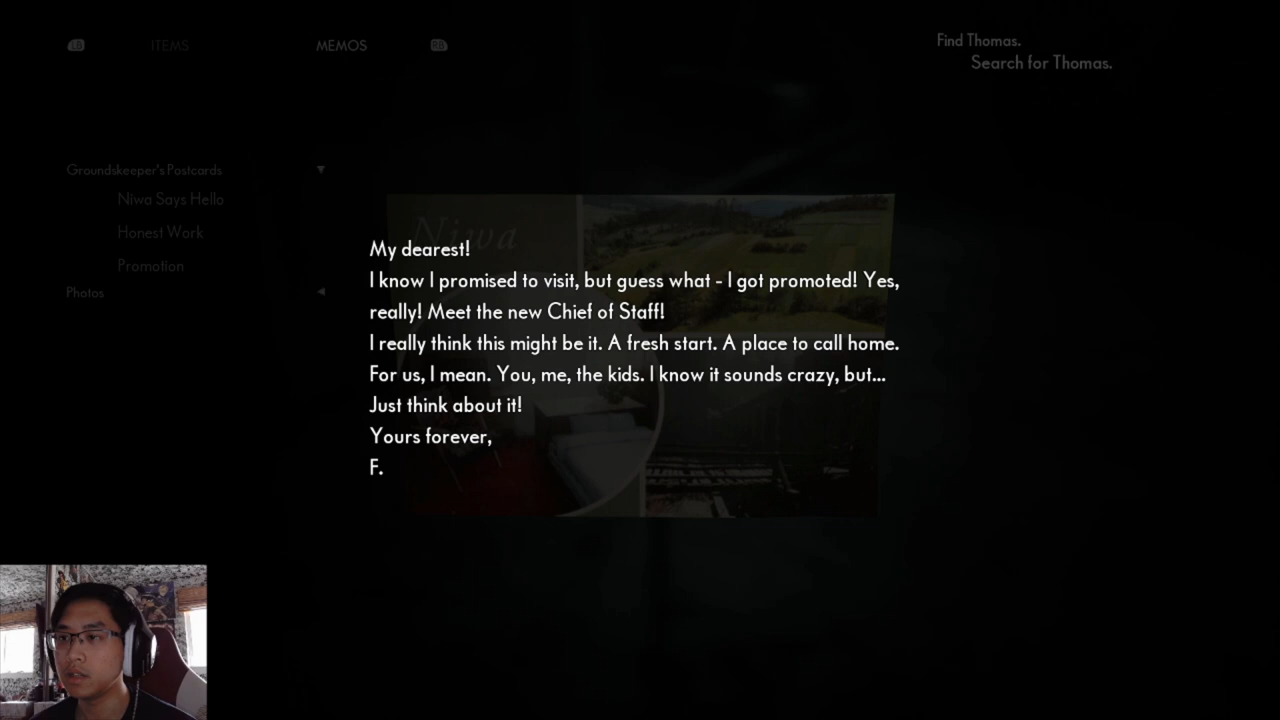 LB
ITEMS
MEMOS
RB
Find Thomas.
Search for Thomas.
Groundskeeper's Postcards
Niwa Says Hello
Honest Work
Promotion
Photos
Niwa
My dearest!
I know I promised to visit, but guess what - I got promoted! Yes,
really! Meet the new Chief of Staff!
I really think this might be it. A fresh start. A place to call home.
For us, I mean. You, me, the kids. I know it sounds crazy, but...
Just think about it!
Yours forever,
F.